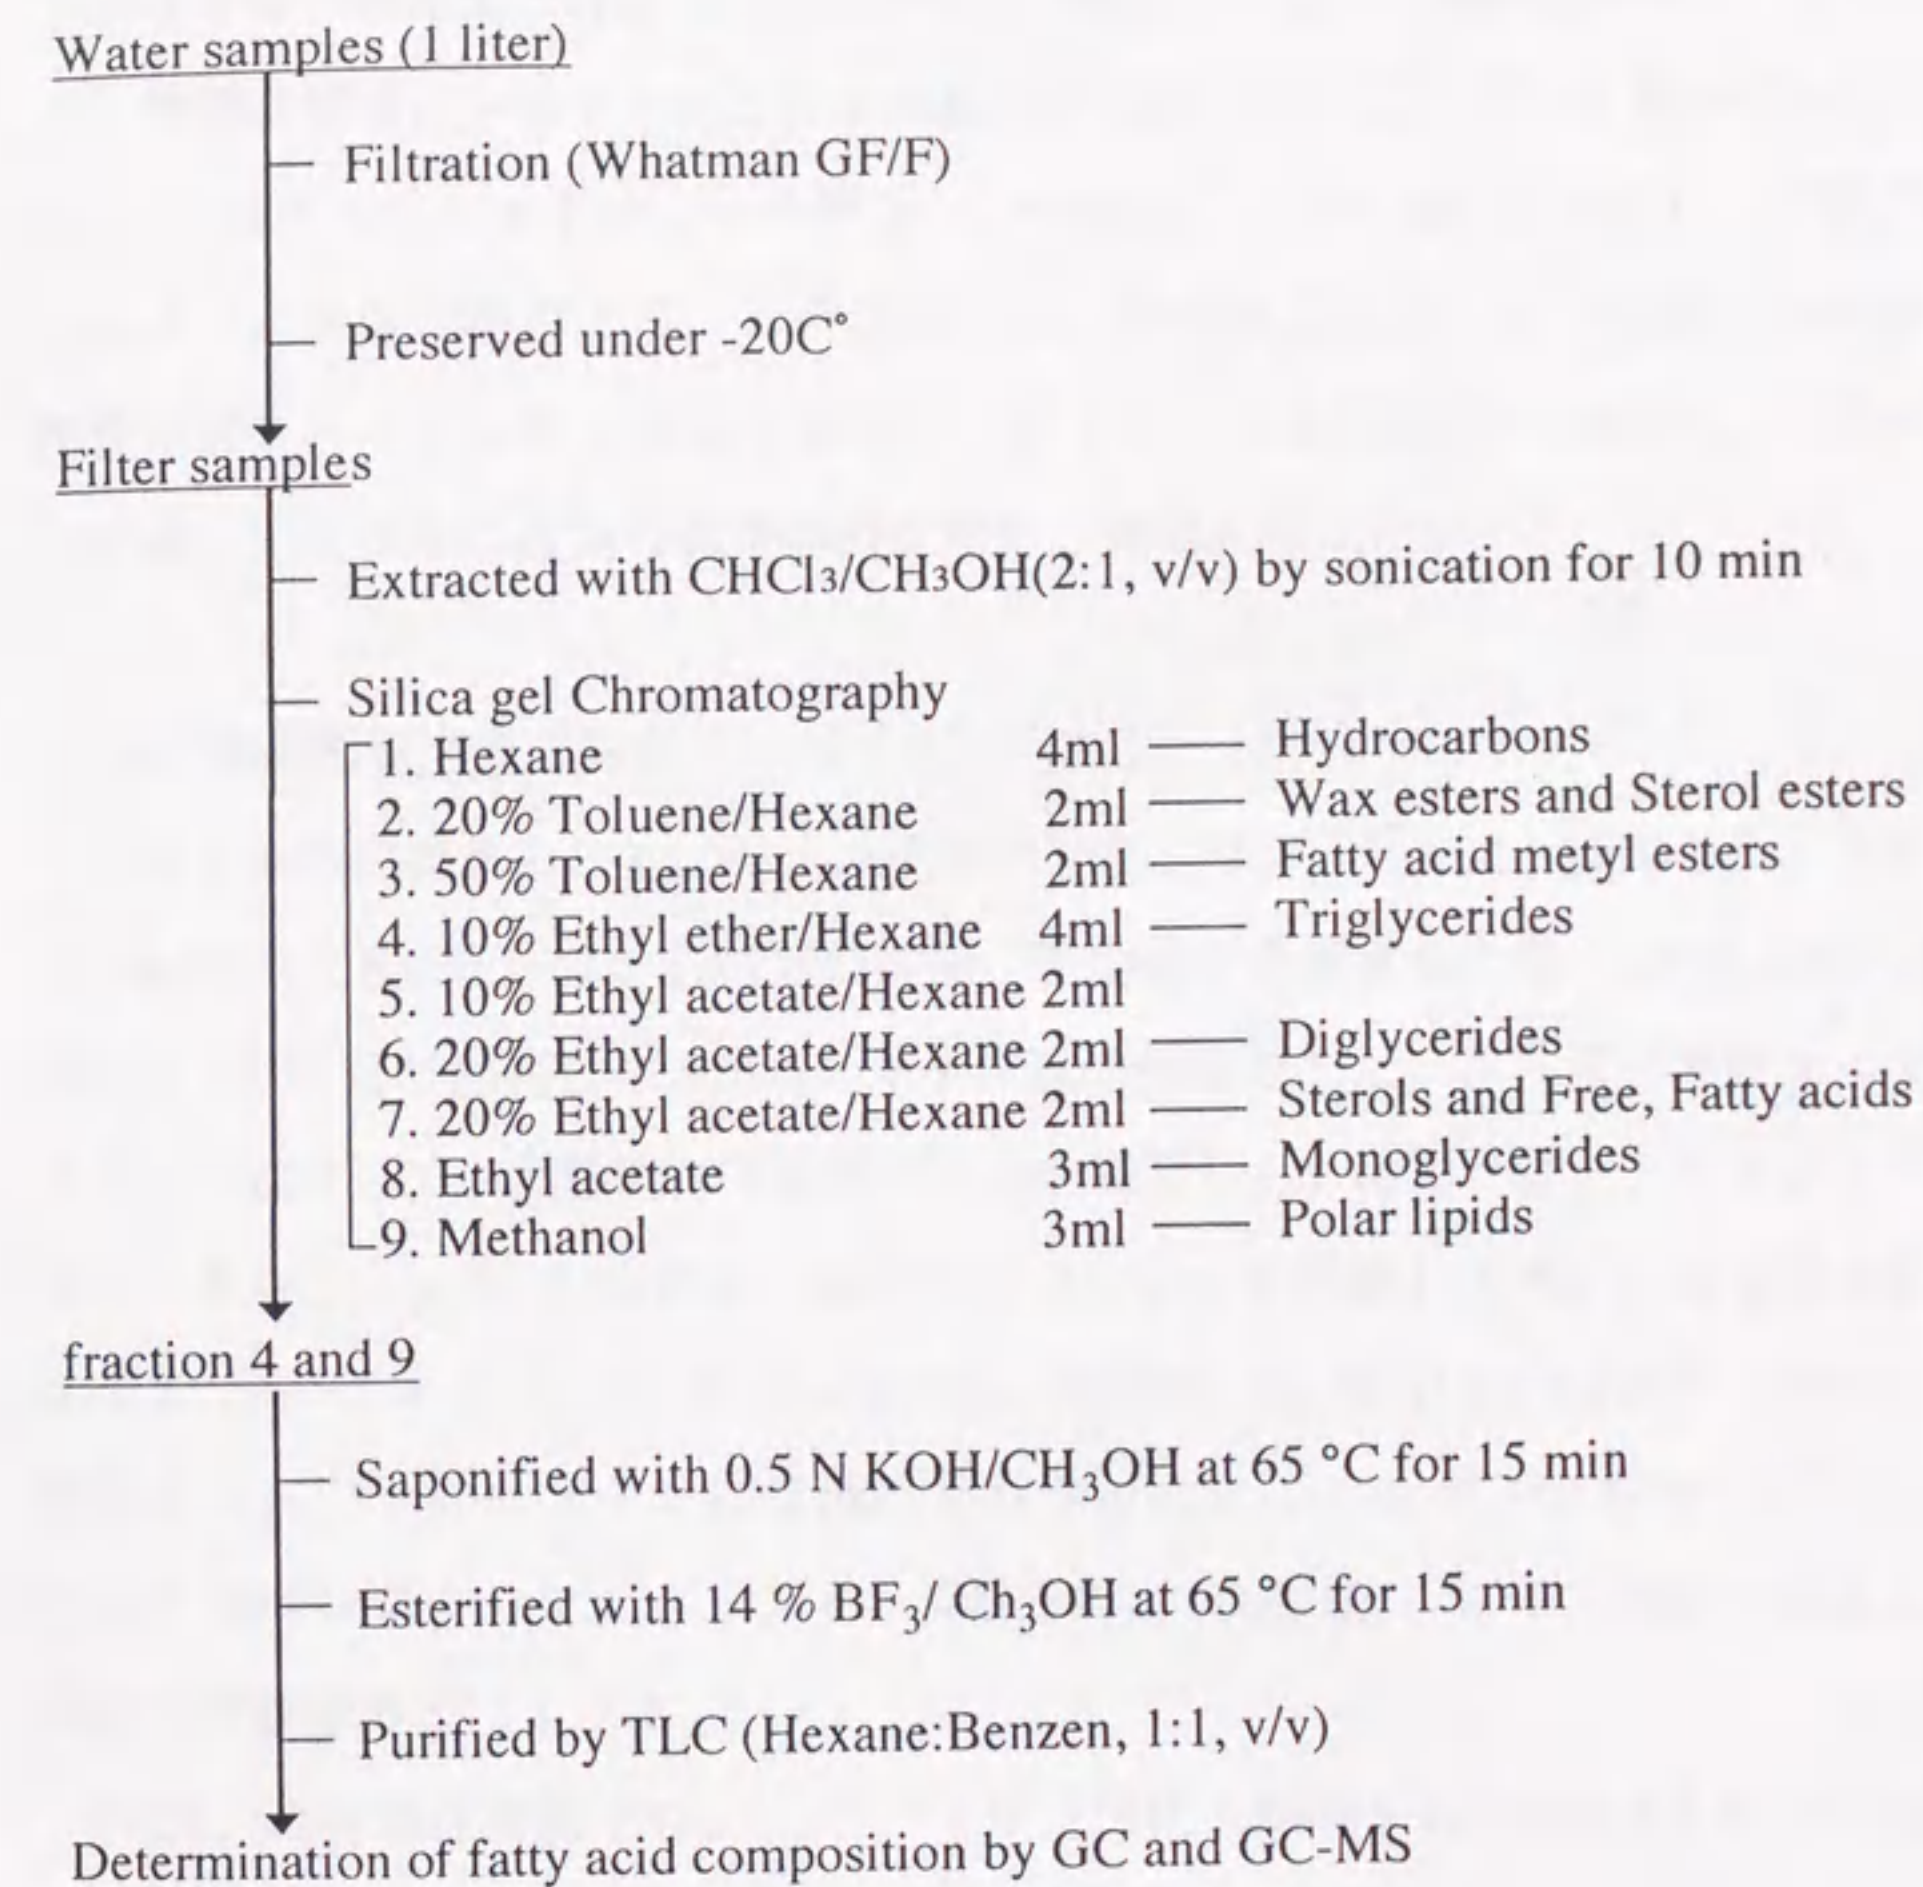 Water samples (1 liter)
Filtration (Whatman GF/F)
Preserved under -20C°
Filter samples
Extracted with CHCl3/CH3OH(2:1, v/v) by sonication for 10 min
Silica gel Chromatography
1. Hexane 4ml — Hydrocarbons
2. 20% Toluene/Hexane 2ml — Wax esters and Sterol esters
3. 50% Toluene/Hexane 2ml — Fatty acid metyl esters
4. 10% Ethyl ether/Hexane 4ml — Triglycerides
5. 10% Ethyl acetate/Hexane 2ml
6. 20% Ethyl acetate/Hexane 2ml — Diglycerides
7. 20% Ethyl acetate/Hexane 2ml — Sterols and Free, Fatty acids
8. Ethyl acetate 3ml — Monoglycerides
9. Methanol 3ml — Polar lipids
fraction 4 and 9
Saponified with 0.5 N KOH/CH₃OH at 65 °C for 15 min
Esterified with 14 % BF₃/ Ch₃OH at 65 °C for 15 min
Purified by TLC (Hexane:Benzen, 1:1, v/v)
Determination of fatty acid composition by GC and GC-MS